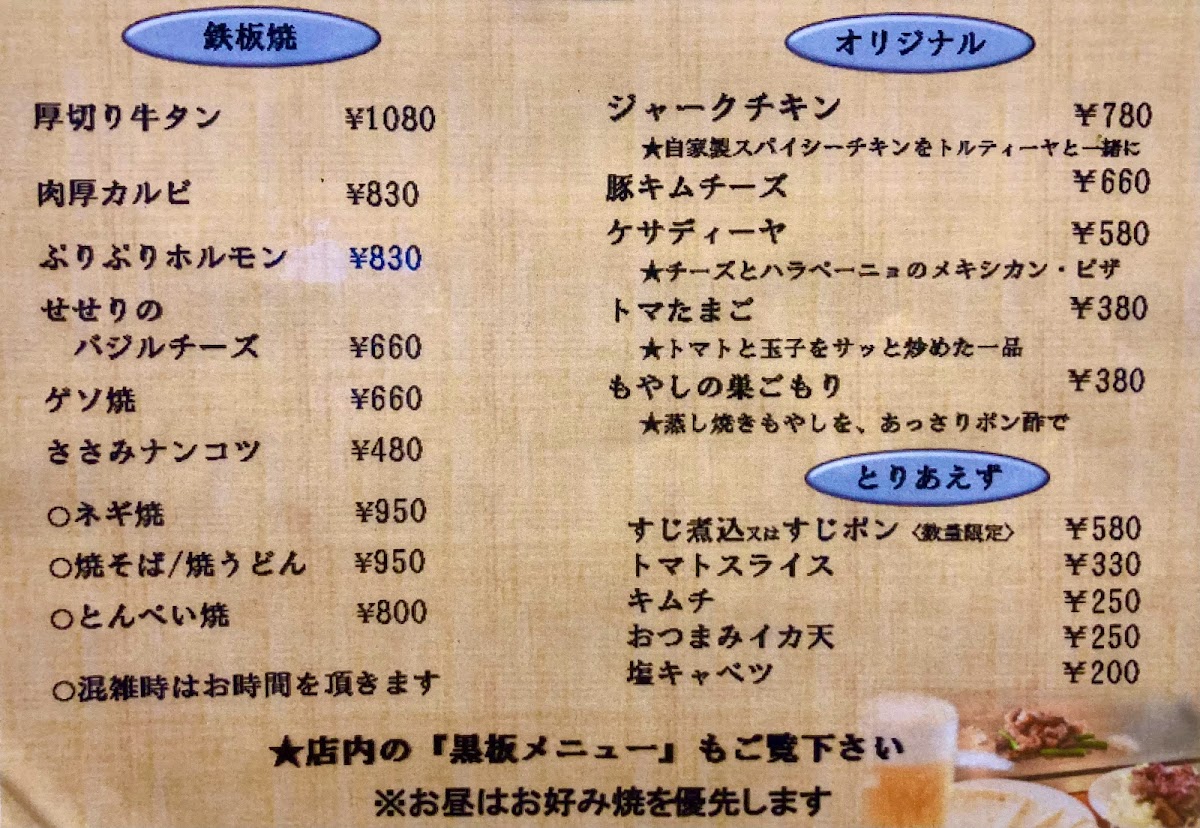 鉄板焼
厚切り牛タン ¥1080
肉厚カルビ ¥830
ぷりぷりホルモン ¥830
せせりの
バジルチーズ ¥660
ゲソ焼 ¥660
ささみナンコツ ¥480
○ネギ焼 ¥950
○焼そば/焼うどん ¥950
○とんぺい焼 ¥800
○混雑時はお時間を頂きます
オリジナル
ジャークチキン ¥780
★自家製スパイシーチキンをトルティーヤと一緒に
豚キムチーズ ¥660
ケサディーヤ ¥580
★チーズとハラペーニョのメキシカン・ピザ
トマたまご ¥380
★トマトと玉子をサッと炒めた一品
もやしの巣ごもり ¥380
★蒸し焼きもやしを、あっさりポン酢で
とりあえず
すじ煮込又はすじポン〈数量限定〉 ¥580
トマトスライス ¥330
キムチ ¥250
おつまみイカ天 ¥250
塩キャベツ ¥200
★店内の『黒板メニュー』もご覧下さい
※お昼はお好み焼を優先します